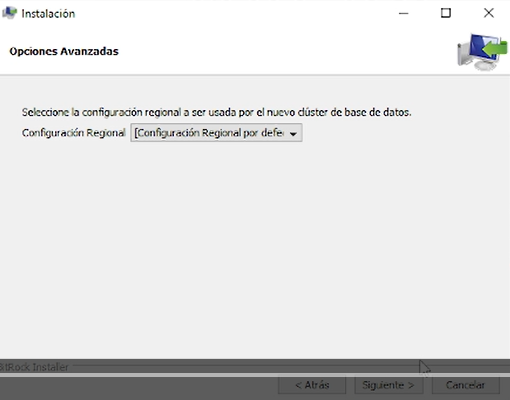 Instalación
Opciones Avanzadas
Seleccione la configuración regional a ser usada por el nuevo clúster de base de datos.
Configuración Regional [Configuración Regional por defe
Installer
< Atrás Siguiente > Cancelar